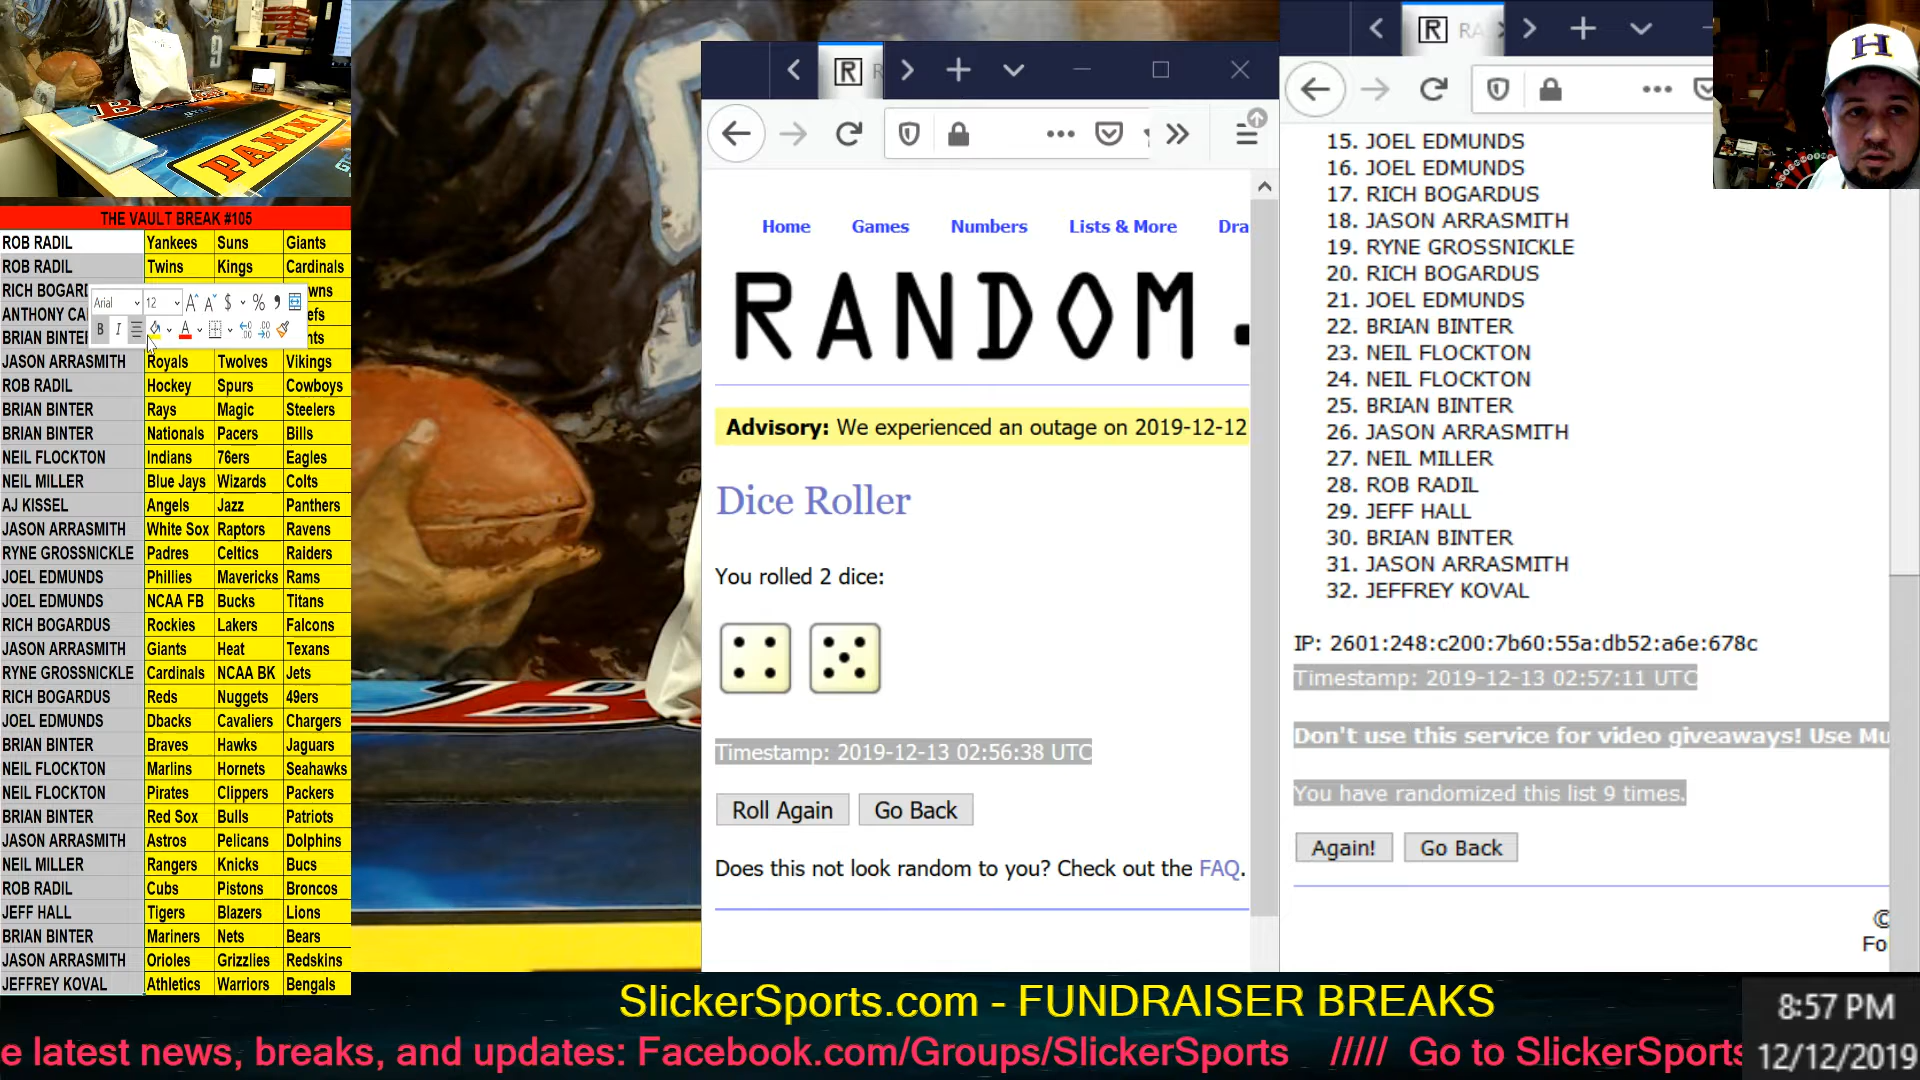 PANINI
THE VAULT BREAK #105
ROB RADIL Yankees Suns Giants
ROB RADIL Twins Kings Cardinals
RICH BOGAR wns
ANTHONY CA efs
BRIAN BINTE nts
Arial 12 A A $ % ,
B I A
JASON ARRASMITH Royals Twolves Vikings
ROB RADIL Hockey Spurs Cowboys
BRIAN BINTER Rays Magic Steelers
BRIAN BINTER Nationals Pacers Bills
NEIL FLOCKTON Indians 76ers Eagles
NEIL MILLER Blue Jays Wizards Colts
AJ KISSEL Angels Jazz Panthers
JASON ARRASMITH White Sox Raptors Ravens
RYNE GROSSNICKLE Padres Celtics Raiders
JOEL EDMUNDS Phillies Mavericks Rams
JOEL EDMUNDS NCAA FB Bucks Titans
RICH BOGARDUS Rockies Lakers Falcons
JASON ARRASMITH Giants Heat Texans
RYNE GROSSNICKLE Cardinals NCAA BK Jets
RICH BOGARDUS Reds Nuggets 49ers
JOEL EDMUNDS Dbacks Cavaliers Chargers
BRIAN BINTER Braves Hawks Jaguars
NEIL FLOCKTON Marlins Hornets Seahawks
NEIL FLOCKTON Pirates Clippers Packers
BRIAN BINTER Red Sox Bulls Patriots
JASON ARRASMITH Astros Pelicans Dolphins
NEIL MILLER Rangers Knicks Bucs
ROB RADIL Cubs Pistons Broncos
JEFF HALL Tigers Blazers Lions
BRIAN BINTER Mariners Nets Bears
JASON ARRASMITH Orioles Grizzlies Redskins
JEFFREY KOVAL Athletics Warriors Bengals
R
Home Games Numbers Lists & More Dra
RANDOM.
Advisory: We experienced an outage on 2019-12-12
Dice Roller
You rolled 2 dice:
Timestamp: 2019-12-13 02:56:38 UTC
Roll Again Go Back
Does this not look random to you? Check out the FAQ.
R RA
15. JOEL EDMUNDS
16. JOEL EDMUNDS
17. RICH BOGARDUS
18. JASON ARRASMITH
19. RYNE GROSSNICKLE
20. RICH BOGARDUS
21. JOEL EDMUNDS
22. BRIAN BINTER
23. NEIL FLOCKTON
24. NEIL FLOCKTON
25. BRIAN BINTER
26. JASON ARRASMITH
27. NEIL MILLER
28. ROB RADIL
29. JEFF HALL
30. BRIAN BINTER
31. JASON ARRASMITH
32. JEFFREY KOVAL
IP: 2601:248:c200:7b60:55a:db52:a6e:678c
Timestamp: 2019-12-13 02:57:11 UTC
Don't use this service for video giveaways! Use Mu
You have randomized this list 9 times.
Again! Go Back
©
Fo
H
SlickerSports.com - FUNDRAISER BREAKS
e latest news, breaks, and updates: Facebook.com/Groups/SlickerSports ///// Go to SlickerSports
8:57 PM
12/12/2019